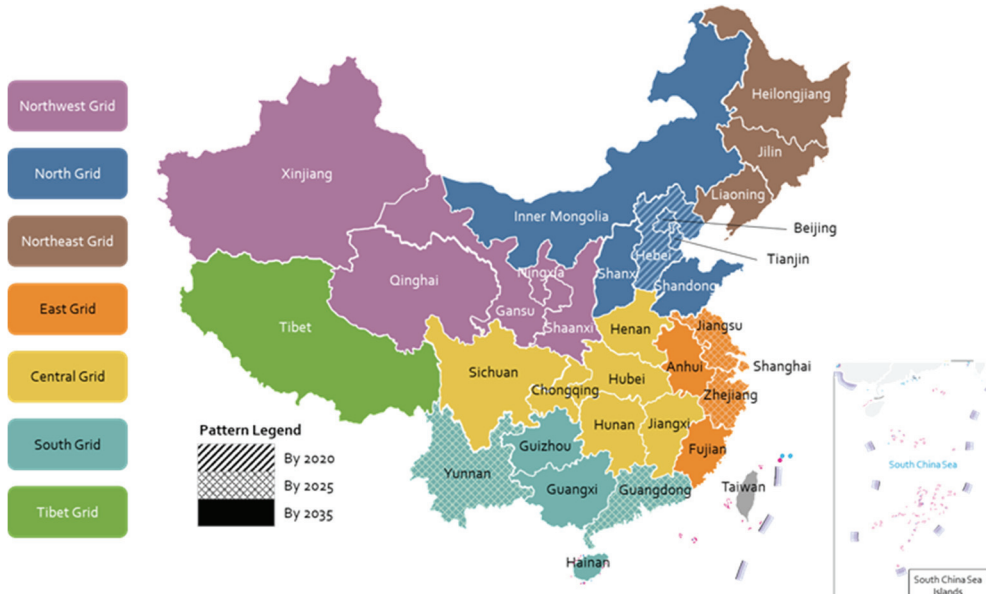 Northwest Grid
North Grid
Northeast Grid
East Grid
Central Grid
South Grid
Tibet Grid
Heilongjiang
Jilin
Liaoning
Xinjiang
Inner Mongolia
Beijing
Tianjin
Hebei
Ningxia
Shanx
Shandong
Qinghai
Gansu
Shaanxi
Tibet
Henan
Jiangsu
Anhui
Shanghai
Sichuan
Hubei
Chongqing
Zhejiang
Hunan
Jiangxi
Guizhou
Fujian
Yunnan
Guangxi
Guangdong
Taiwan
Hainan
Pattern Legend
By 2020
By 2025
By 2035
South China Sea
South China Sea
Islands